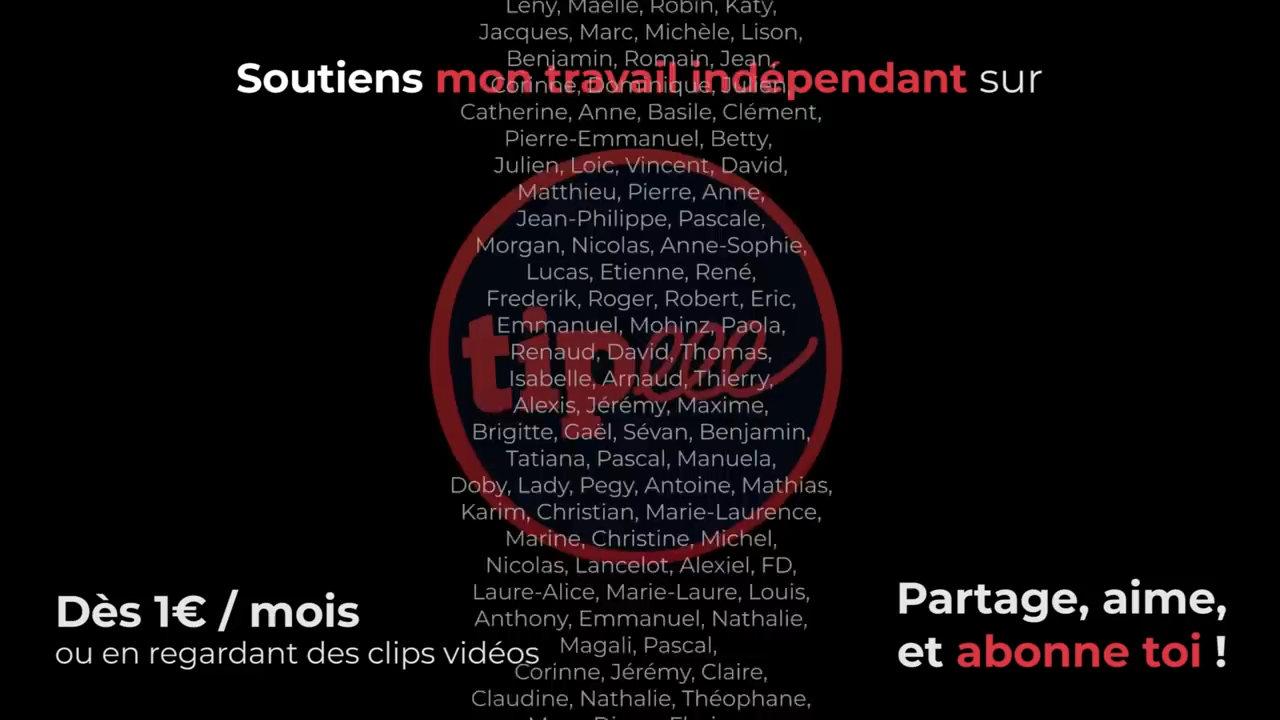 Leny, Maëlle, Robin, Katy,
Jacques, Marc, Michèle, Lison,
Benjamin, Romain, Jean,
Soutiens mon travail indépendant sur
Corinne, Dominique, Julien,
Catherine, Anne, Basile, Clément,
Pierre-Emmanuel, Betty,
Julien, Loic, Vincent, David,
Matthieu, Pierre, Anne,
Jean-Philippe, Pascale,
Morgan, Nicolas, Anne-Sophie,
Lucas, Etienne, René,
Frederik, Roger, Robert, Eric,
Emmanuel, Mohinz, Paola,
tipeee
Renaud, David, Thomas,
Isabelle, Arnaud, Thierry,
Alexis, Jérémy, Maxime,
Brigitte, Gaël, Sévan, Benjamin,
Tatiana, Pascal, Manuela,
Doby, Lady, Pegy, Antoine, Mathias,
Karim, Christian, Marie-Laurence,
Marine, Christine, Michel,
Nicolas, Lancelot, Alexiel, FD,
Laure-Alice, Marie-Laure, Louis,
Anthony, Emmanuel, Nathalie,
Magali, Pascal,
Corinne, Jérémy, Claire,
Claudine, Nathalie, Théophane,
Dès 1€ / mois
ou en regardant des clips vidéos
Partage, aime,
et abonne toi !